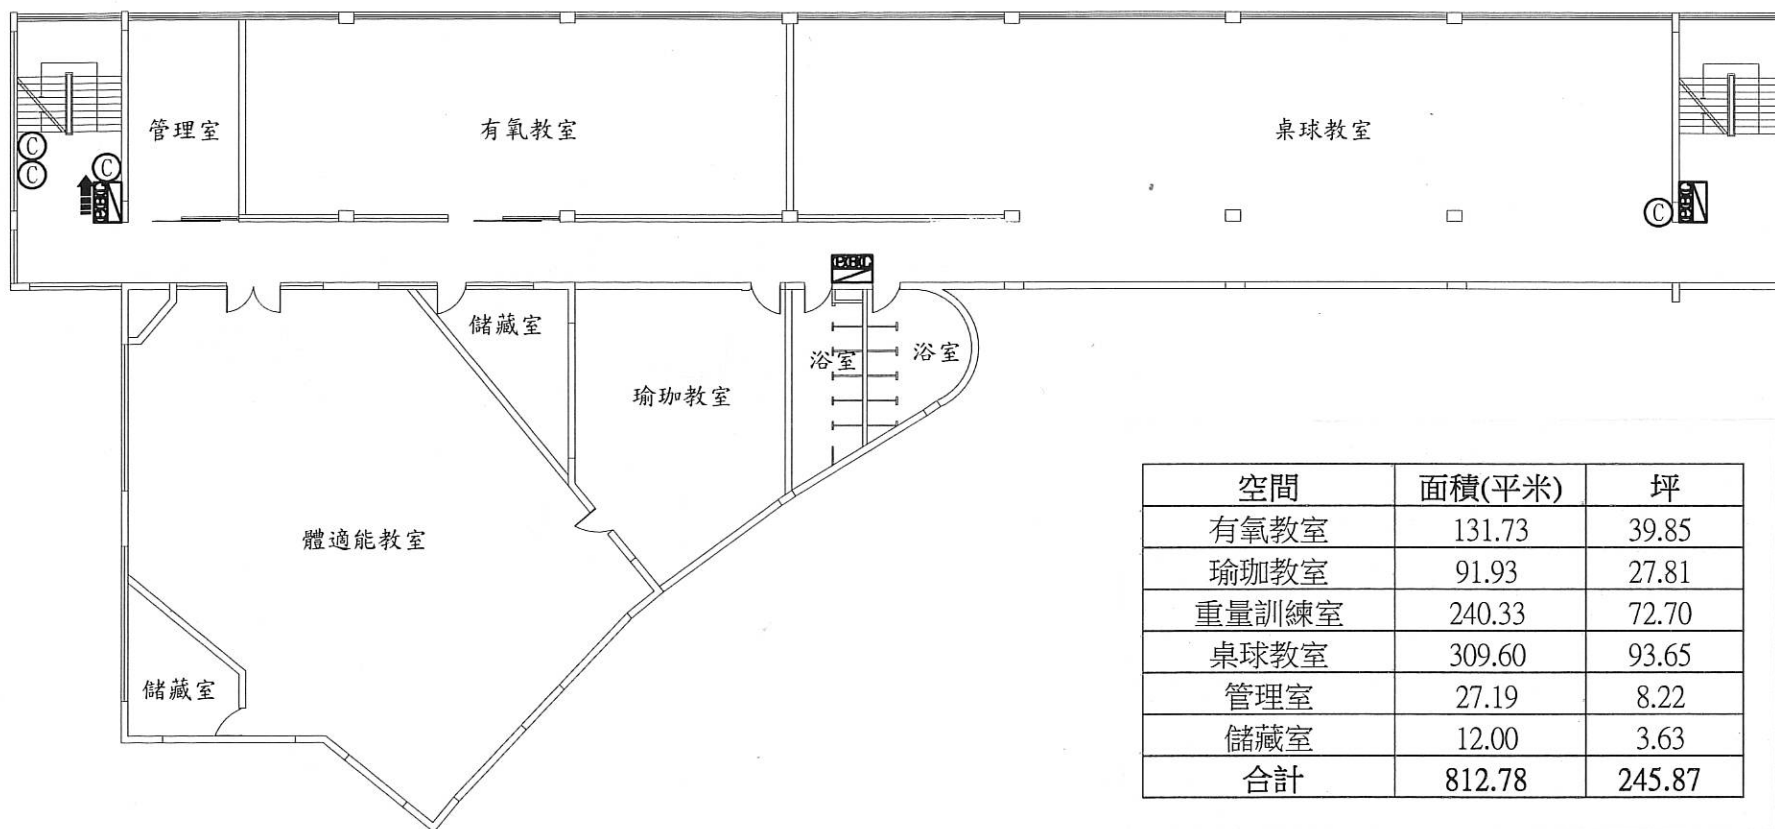 管理室
有氧教室
桌球教室
C
C
C
C
儲藏室
浴室
浴室
瑜珈教室
體適能教室
儲藏室
空間 面積(平米) 坪
有氧教室 131.73 39.85
瑜珈教室 91.93 27.81
重量訓練室 240.33 72.70
桌球教室 309.60 93.65
管理室 27.19 8.22
儲藏室 12.00 3.63
合計 812.78 245.87